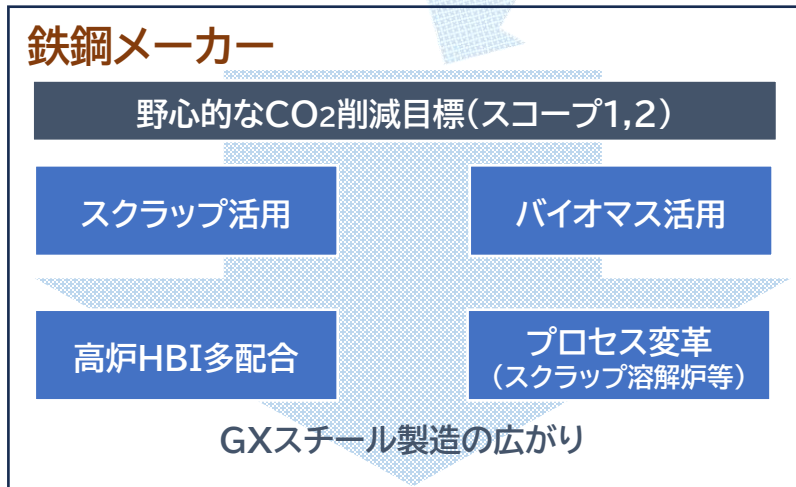 鉄鋼メーカー
野心的なCO2削減目標(スコープ1,2)
スクラップ活用
バイオマス活用
高炉HBI多配合
プロセス変革
(スクラップ溶解炉等)
GXスチール製造の広がり